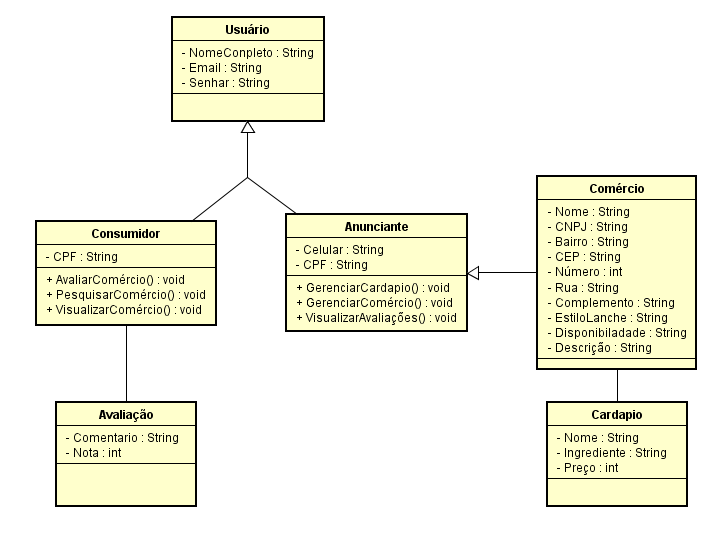 Usuário
- NomeConpleto : String
- Email : String
- Senhar : String
Consumidor
- CPF : String
+ AvaliarComércio() : void
+ PesquisarComércio() : void
+ VisualizarComércio() : void
Anunciante
- Celular : String
- CPF : String
+ GerenciarCardapio() : void
+ GerenciarComércio() : void
+ VisualizarAvaliações() : void
Comércio
- Nome : String
- CNPJ : String
- Bairro : String
- CEP : String
- Número : int
- Rua : String
- Complemento : String
- EstiloLanche : String
- Disponibiladade : String
- Descrição : String
Avaliação
- Comentario : String
- Nota : int
Cardapio
- Nome : String
- Ingrediente : String
- Preço : int